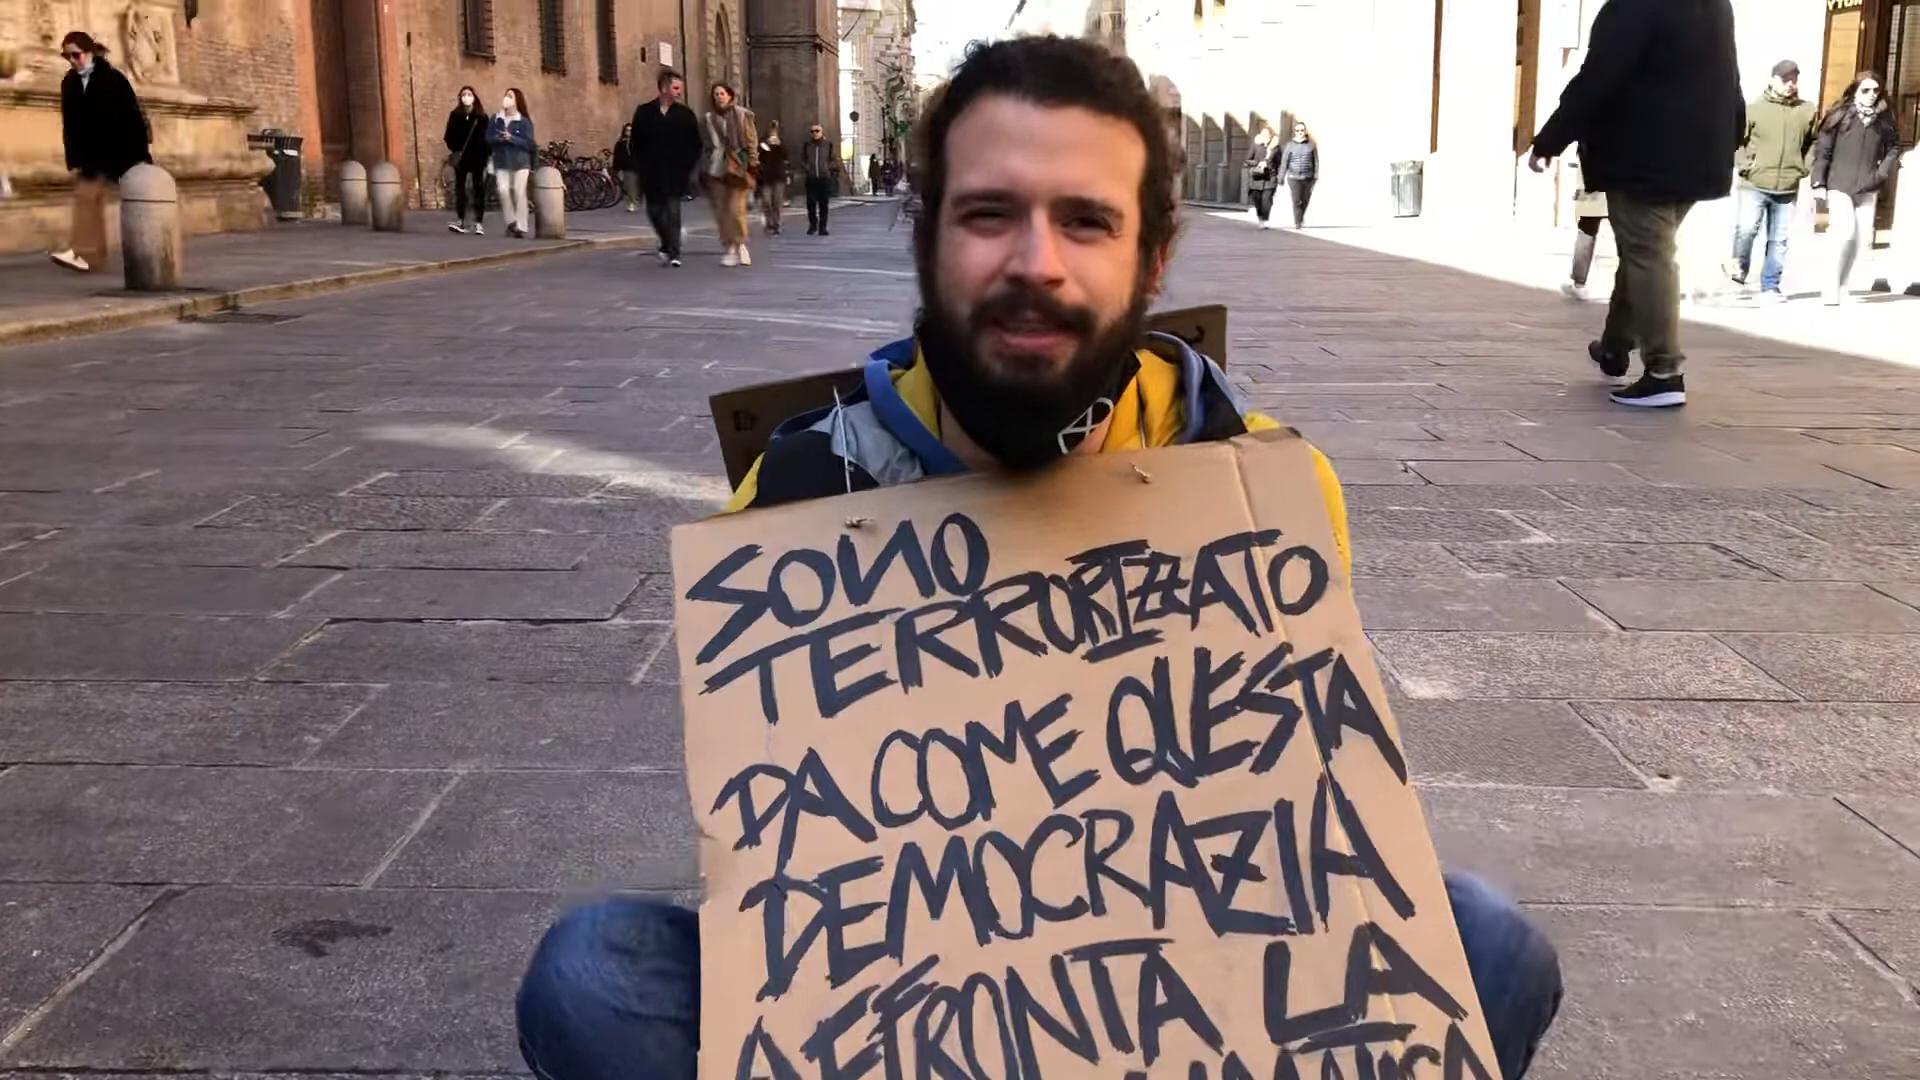 SONO
TERRORIZZATO
DA COME QUESTA
DEMOCRAZIA
AFFRONTA LA